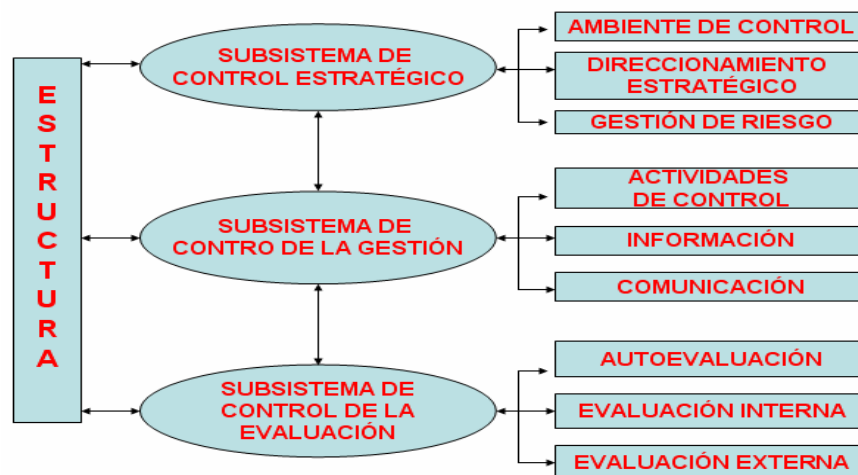 ESTRUCTURA
SUBSISTEMA DE
CONTROL ESTRATÉGICO
AMBIENTE DE CONTROL
DIRECCIONAMIENTO
ESTRATÉGICO
GESTIÓN DE RIESGO
SUBSISTEMA DE
CONTRO DE LA GESTIÓN
ACTIVIDADES
DE CONTROL
INFORMACIÓN
COMUNICACIÓN
SUBSISTEMA DE
CONTROL DE LA
EVALUACIÓN
AUTOEVALUACIÓN
EVALUACIÓN INTERNA
EVALUACIÓN EXTERNA